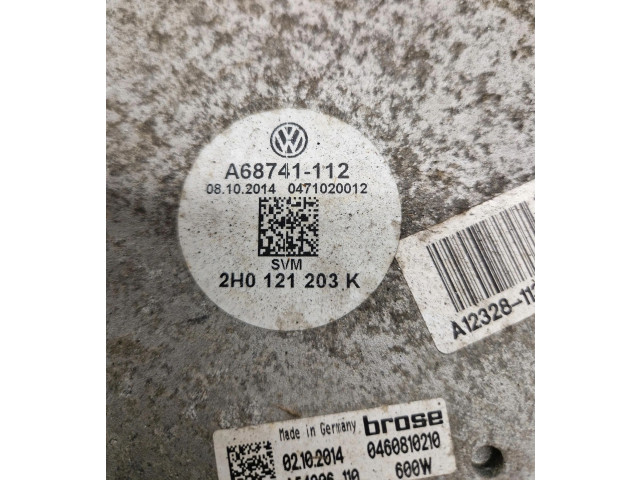 A68741-112
08.10.2014 0471020012
SVM
2H0 121 203 K
A12328-11
Made in Germany brose
02.10.2014 0460810210
600W